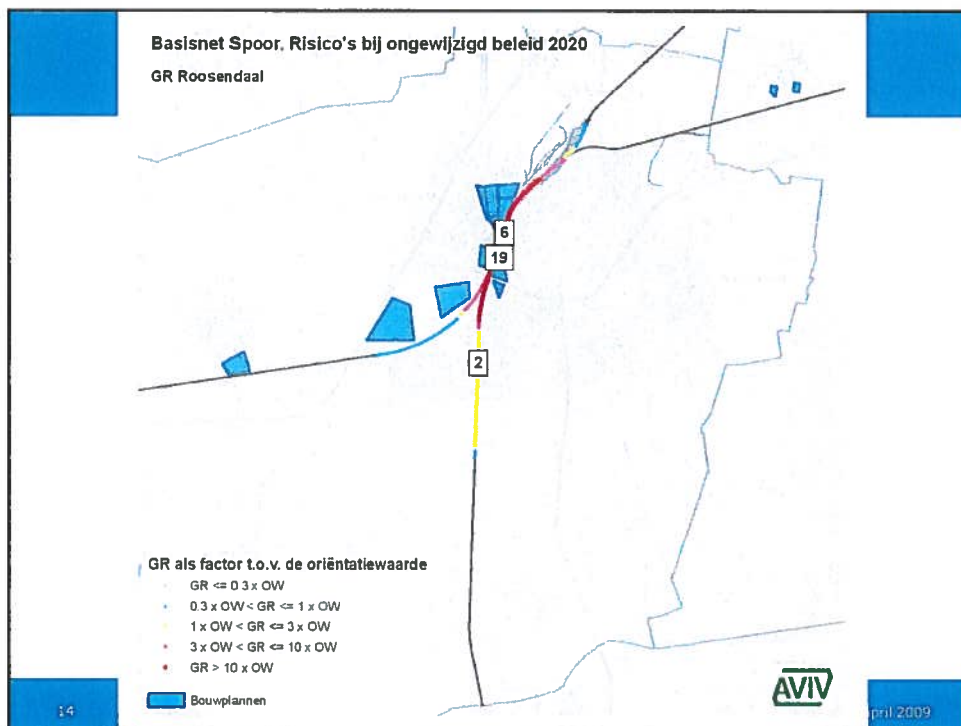 Basisnet Spoor, Risico's bij ongewijzigd beleid 2020
GR Roosendaal
6
19
2
GR als factor t.o.v. de oriëntatiewaarde
GR <= 0.3 x OW
0.3 x OW < GR <= 1 x OW
1 x OW < GR <= 3 x OW
3 x OW < GR <= 10 x OW
GR > 10 x OW
Bouwplannen
AVIV
14
april 2009